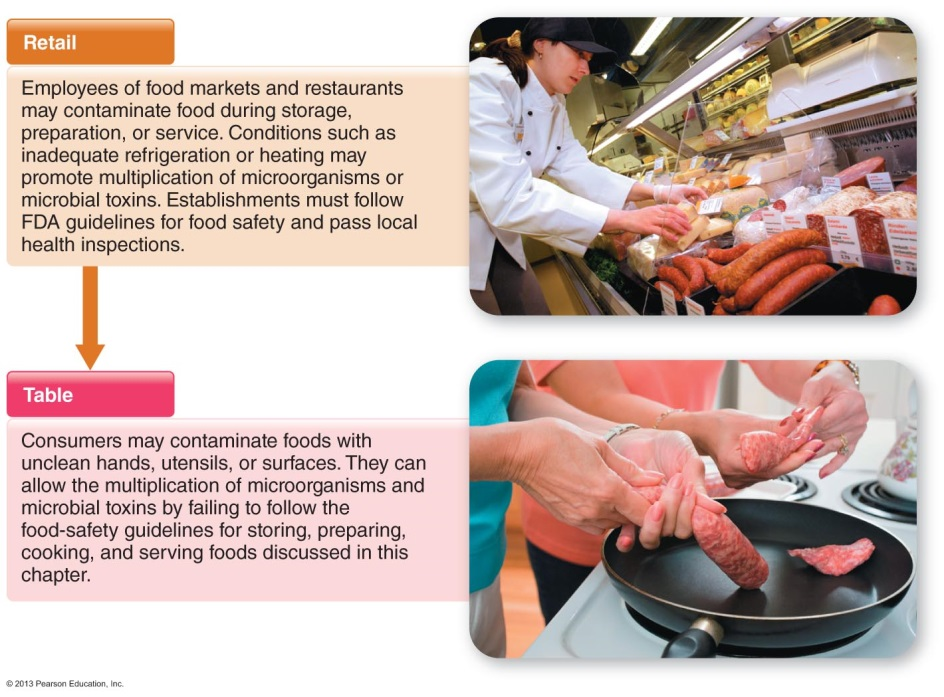 Retail
Employees of food markets and restaurants
may contaminate food during storage,
preparation, or service. Conditions such as
inadequate refrigeration or heating may
promote multiplication of microorganisms or
microbial toxins. Establishments must follow
FDA guidelines for food safety and pass local
health inspections.
Table
Consumers may contaminate foods with
unclean hands, utensils, or surfaces. They can
allow the multiplication of microorganisms and
microbial toxins by failing to follow the
food-safety guidelines for storing, preparing,
cooking, and serving foods discussed in this
chapter.
© 2013 Pearson Education, Inc.